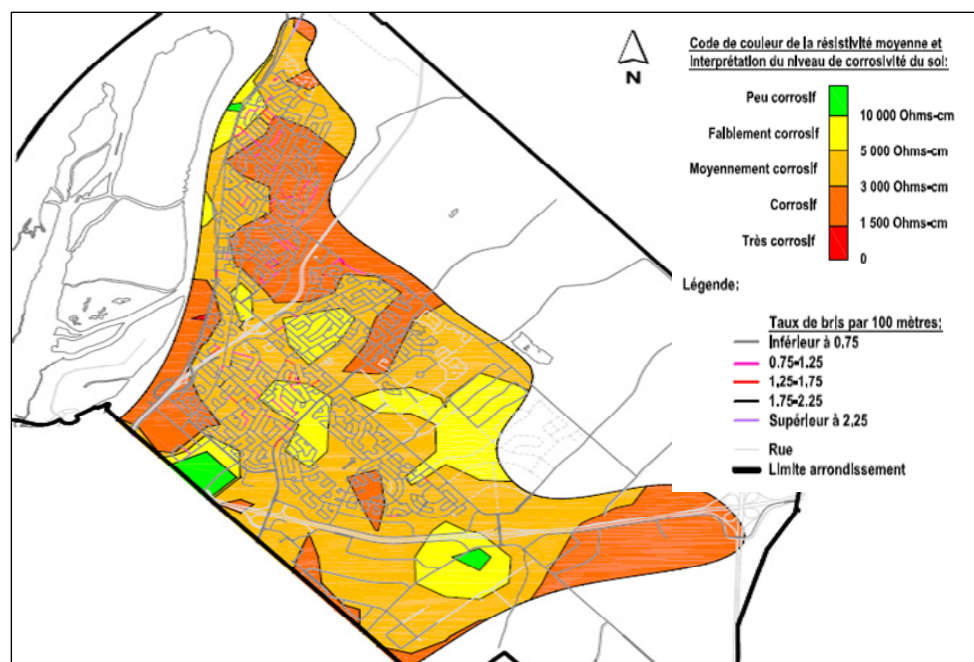 N
Code de couleur de la résistivité moyenne et
interprétation du niveau de corrosivité du sol:
Peu corrosif
10 000 Ohms-cm
Faiblement corrosif
5 000 Ohms-cm
Moyennement corrosif
3 000 Ohms-cm
Corrosif
1 500 Ohms-cm
Très corrosif
0
Légende:
Taux de bris par 100 mètres:
Inférieur à 0.75
0.75-1.25
1.25-1.75
1.75-2.25
Supérieur à 2.25
Rue
Limite arrondissement